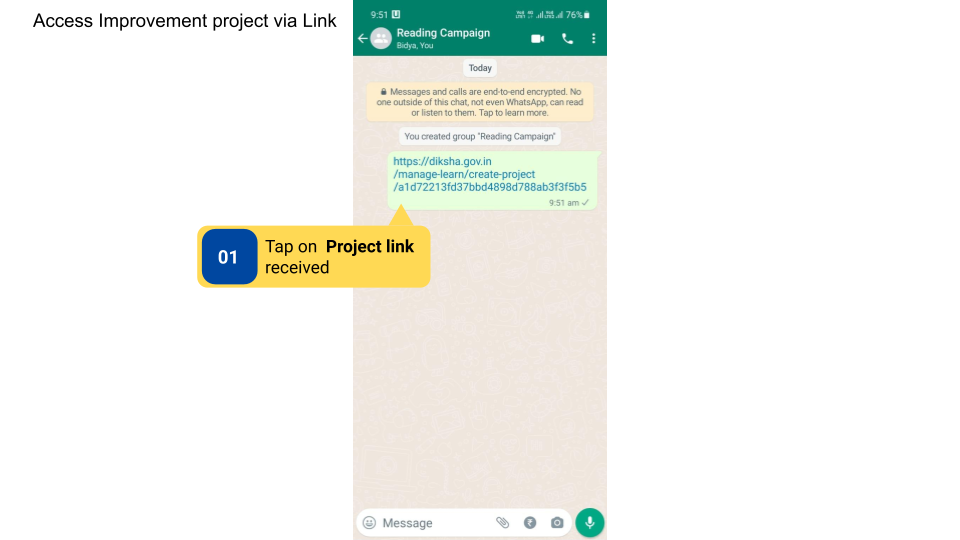 Access Improvement project via Link
9:51
76%
Reading Campaign
Bidya, You
Today
Messages and calls are end-to-end encrypted. No
one outside of this chat, not even WhatsApp, can read
or listen to them. Tap to learn more.
You created group "Reading Campaign"
https://diksha.gov.in
/manage-learn/create-project
/a1d72213fd37bbd4898d788ab3f3f5b5
9:51 am
01
Tap on Project link
received
Message